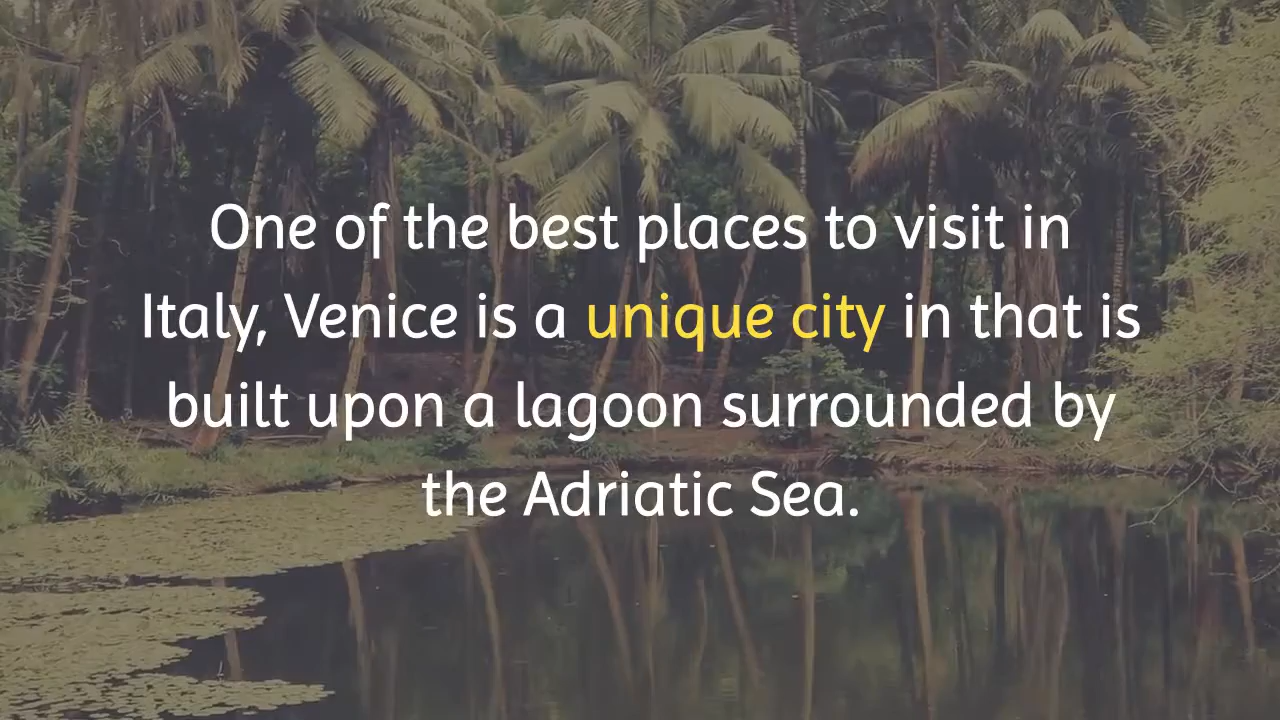 One of the best places to visit in
Italy, Venice is a unique city in that is
built upon a lagoon surrounded by
the Adriatic Sea.